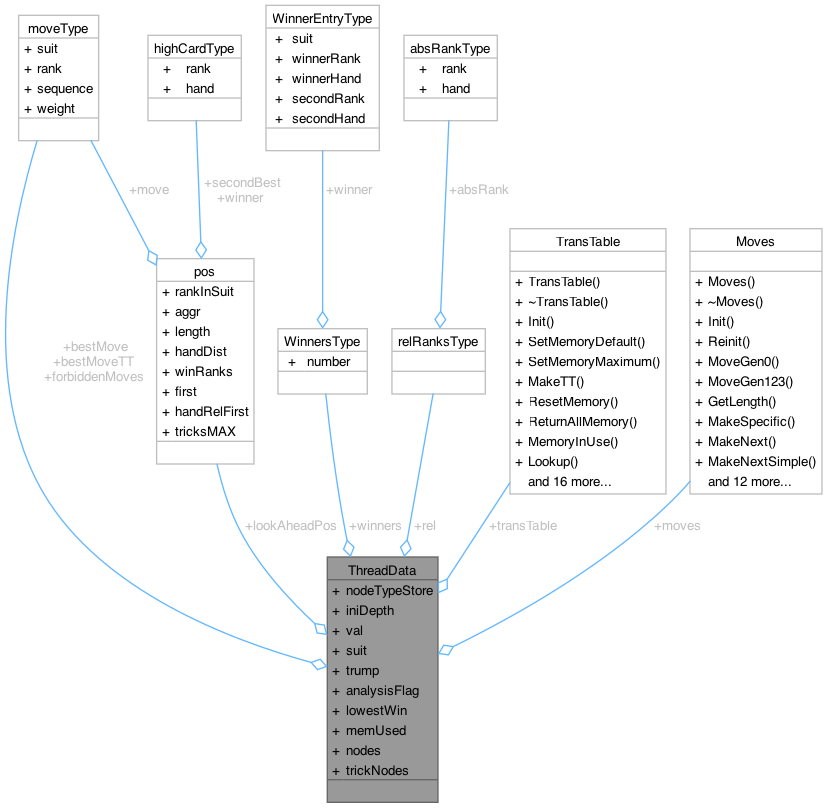 moveType
+ suit
+ rank
+ sequence
+ weight
highCardType
+ rank
+ hand
WinnerEntryType
+ suit
+ winnerRank
+ winnerHand
+ secondRank
+ secondHand
absRankType
+ rank
+ hand
+move
+secondBest
+winner
+winner
+absRank
pos
+ rankInSuit
+ aggr
+ length
+ handDist
+ winRanks
+ first
+ handRelFirst
+ tricksMAX
WinnersType
+ number
relRanksType
TransTable
+ TransTable()
+ ~TransTable()
+ Init()
+ SetMemoryDefault()
+ SetMemoryMaximum()
+ MakeTT()
+ ResetMemory()
+ ReturnAllMemory()
+ MemoryInUse()
+ Lookup()
and 16 more...
Moves
+ Moves()
+ ~Moves()
+ Init()
+ Reinit()
+ MoveGen0()
+ MoveGen123()
+ GetLength()
+ MakeSpecific()
+ MakeNext()
+ MakeNextSimple()
and 12 more...
+bestMove
+bestMoveTT
+forbiddenMoves
+lookAheadPos
+winners
+rel
+transTable
+moves
ThreadData
+ nodeTypeStore
+ iniDepth
+ val
+ suit
+ trump
+ analysisFlag
+ lowestWin
+ memUsed
+ nodes
+ trickNodes